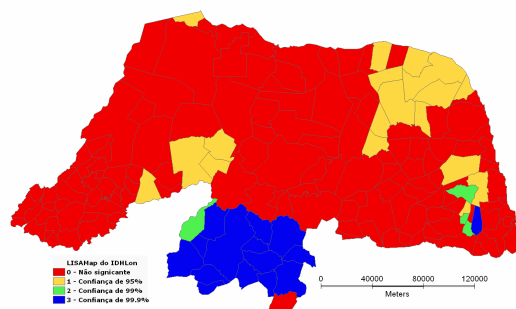 LISAMap do IDHLon
0 - Não signicante
1 - Confiança de 95%
2 - Confiança de 99%
3 - Confiança de 99.9%
0 40000 80000 120000
Meters